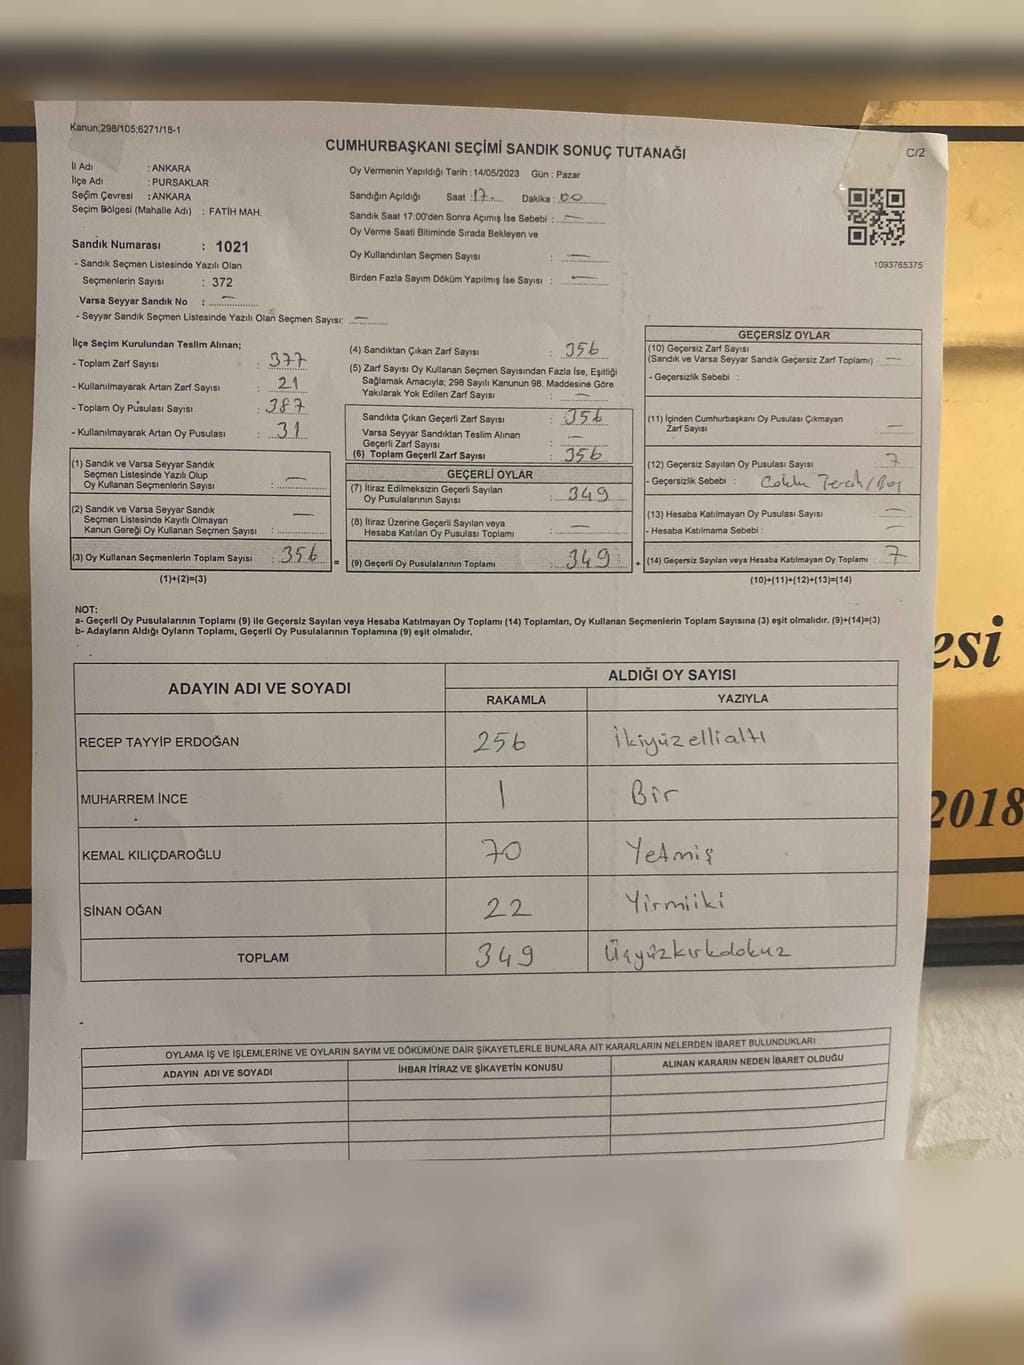 Kanun;298/105;6271/18-1
CUMHURBAŞKANI SEÇİMİ SANDIK SONUÇ TUTANAĞI
C/2
İl Adı : ANKARA
İlçe Adı : PURSAKLAR
Seçim Çevresi : ANKARA
Seçim Bölgesi (Mahalle Adı) : FATİH MAH.
Sandık Numarası : 1021
- Sandık Seçmen Listesinde Yazılı Olan
Seçmenlerin Sayısı : 372
Varsa Seyyar Sandık No : —
- Seyyar Sandık Seçmen Listesinde Yazılı Olan Seçmen Sayısı: —
Oy Vermenin Yapıldığı Tarih : 14/05/2023 Gün : Pazar
Sandığın Açıldığı Saat : 17 Dakika : 00
Sandık Saat 17:00'den Sonra Açımış İse Sebebi : —
Oy Verme Saati Bitiminde Sırada Bekleyen ve
Oy Kullandırılan Seçmen Sayısı : —
Birden Fazla Sayım Döküm Yapılmış İse Sayısı : —
1093765375
İlçe Seçim Kurulundan Teslim Alınan;
- Toplam Zarf Sayısı : 377
- Kullanılmayarak Artan Zarf Sayısı : 21
- Toplam Oy Pusulası Sayısı : 387
- Kullanılmayarak Artan Oy Pusulası : 31
(1) Sandık ve Varsa Seyyar Sandık
Seçmen Listesinde Yazılı Olup
Oy Kullanan Seçmenlerin Sayısı : —
(2) Sandık ve Varsa Seyyar Sandık
Seçmen Listesinde Kayıtlı Olmayan
Kanun Gereği Oy Kullanan Seçmen Sayısı : —
(3) Oy Kullanan Seçmenlerin Toplam Sayısı : 356 =
(1)+(2)=(3)
(4) Sandıktan Çıkan Zarf Sayısı : 356
(5) Zarf Sayısı Oy Kullanan Seçmen Sayısından Fazla İse, Eşitliği
Sağlamak Amacıyla; 298 Sayılı Kanunun 98. Maddesine Göre
Yakılarak Yok Edilen Zarf Sayısı : —
Sandıkta Çıkan Geçerli Zarf Sayısı : 356
Varsa Seyyar Sandıktan Teslim Alınan
Geçerli Zarf Sayısı : —
(6) Toplam Geçerli Zarf Sayısı : 356
GEÇERLİ OYLAR
(7) İtiraz Edilmeksizin Geçerli Sayılan
Oy Pusulalarının Sayısı : 349
(8) İtiraz Üzerine Geçerli Sayılan veya
Hesaba Katılan Oy Pusulası Toplamı : —
(9) Geçerli Oy Pusulalarının Toplamı : 349 +
GEÇERSİZ OYLAR
(10) Geçersiz Zarf Sayısı
(Sandık ve Varsa Seyyar Sandık Geçersiz Zarf Toplamı) —
- Geçersizlik Sebebi :
(11) İçinden Cumhurbaşkanı Oy Pusulası Çıkmayan
Zarf Sayısı —
(12) Geçersiz Sayılan Oy Pusulası Sayısı 7
- Geçersizlik Sebebi :
(13) Hesaba Katılmayan Oy Pusulası Sayısı —
- Hesaba Katılmama Sebebi : —
(14) Geçersiz Sayılan veya Hesaba Katılmayan Oy Toplamı 7
(10)+(11)+(12)+(13)=(14)
NOT:
a- Geçerli Oy Pusulalarının Toplamı (9) ile Geçersiz Sayılan veya Hesaba Katılmayan Oy Toplamı (14) Toplamları, Oy Kullanan Seçmenlerin Toplam Sayısına (3) eşit olmalıdır. (9)+(14)=(3)
b- Adayların Aldığı Oyların Toplamı, Geçerli Oy Pusulalarının Toplamına (9) eşit olmalıdır.
ADAYIN ADI VE SOYADI ALDIĞI OY SAYISI
RAKAMLA YAZIYLA
RECEP TAYYİP ERDOĞAN 256 İkiyüzellialtı
MUHARREM İNCE 1 Bir
KEMAL KILIÇDAROĞLU 70 Yetmiş
SİNAN OĞAN 22 Yirmiiki
TOPLAM 349 Üçyüzkırkdokuz
OYLAMA İŞ VE İŞLEMLERİNE VE OYLARIN SAYIM VE DÖKÜMÜNE DAİR ŞİKAYETLERLE BUNLARA AİT KARARLARIN NELERDEN İBARET BULUNDUKLARI
ADAYIN ADI VE SOYADI İHBAR İTİRAZ VE ŞİKAYETİN KONUSU ALINAN KARARIN NEDEN İBARET OLDUĞU
esi
2018